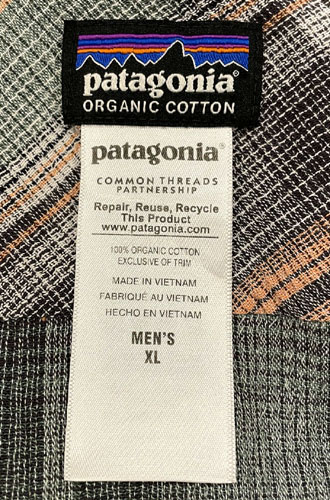 patagonia®
ORGANIC COTTON
patagonia®
COMMON THREADS
PARTNERSHIP
Repair, Reuse, Recycle
This Product
www.patagonia.com
100% ORGANIC COTTON
EXCLUSIVE OF TRIM
MADE IN VIETNAM
FABRIQUÉ AU VIETNAM
HECHO EN VIETNAM
MEN'S
XL